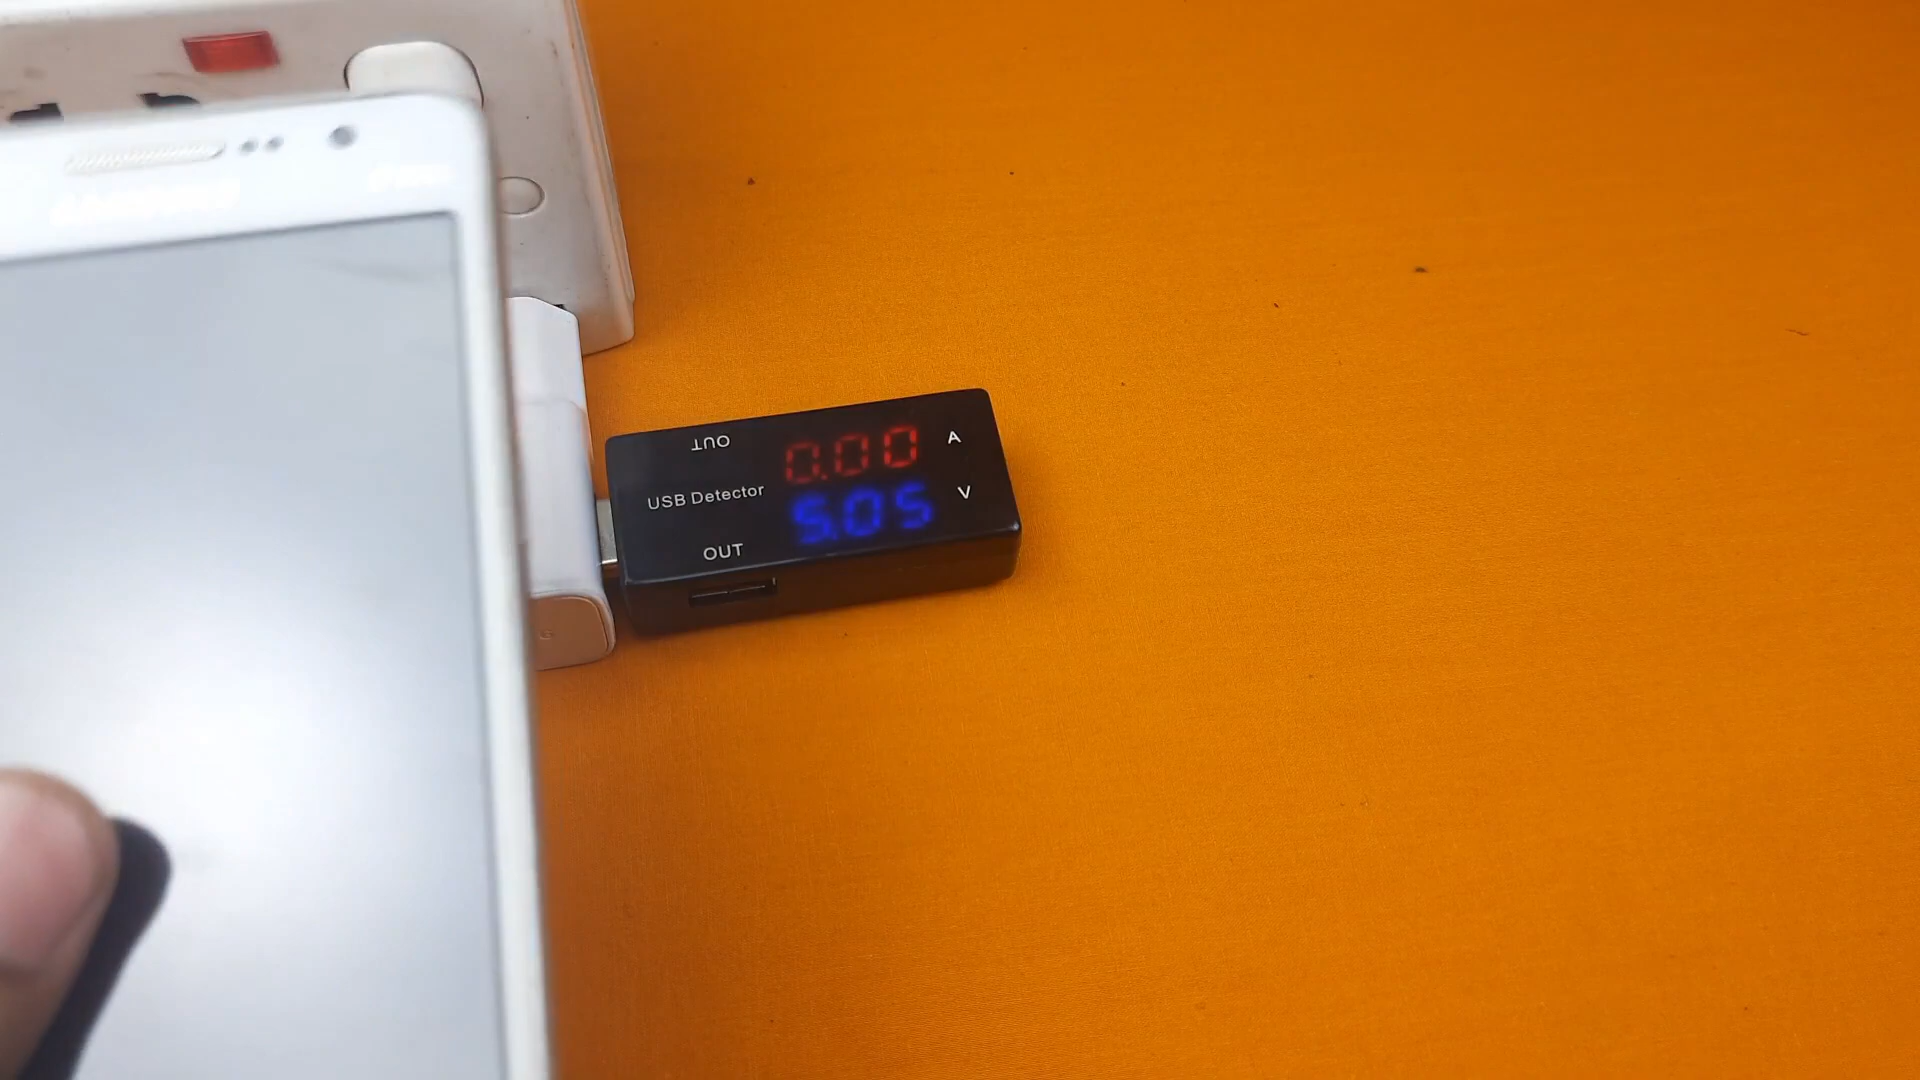 OUT
0.00 A
USB Detector
5.05 V
OUT